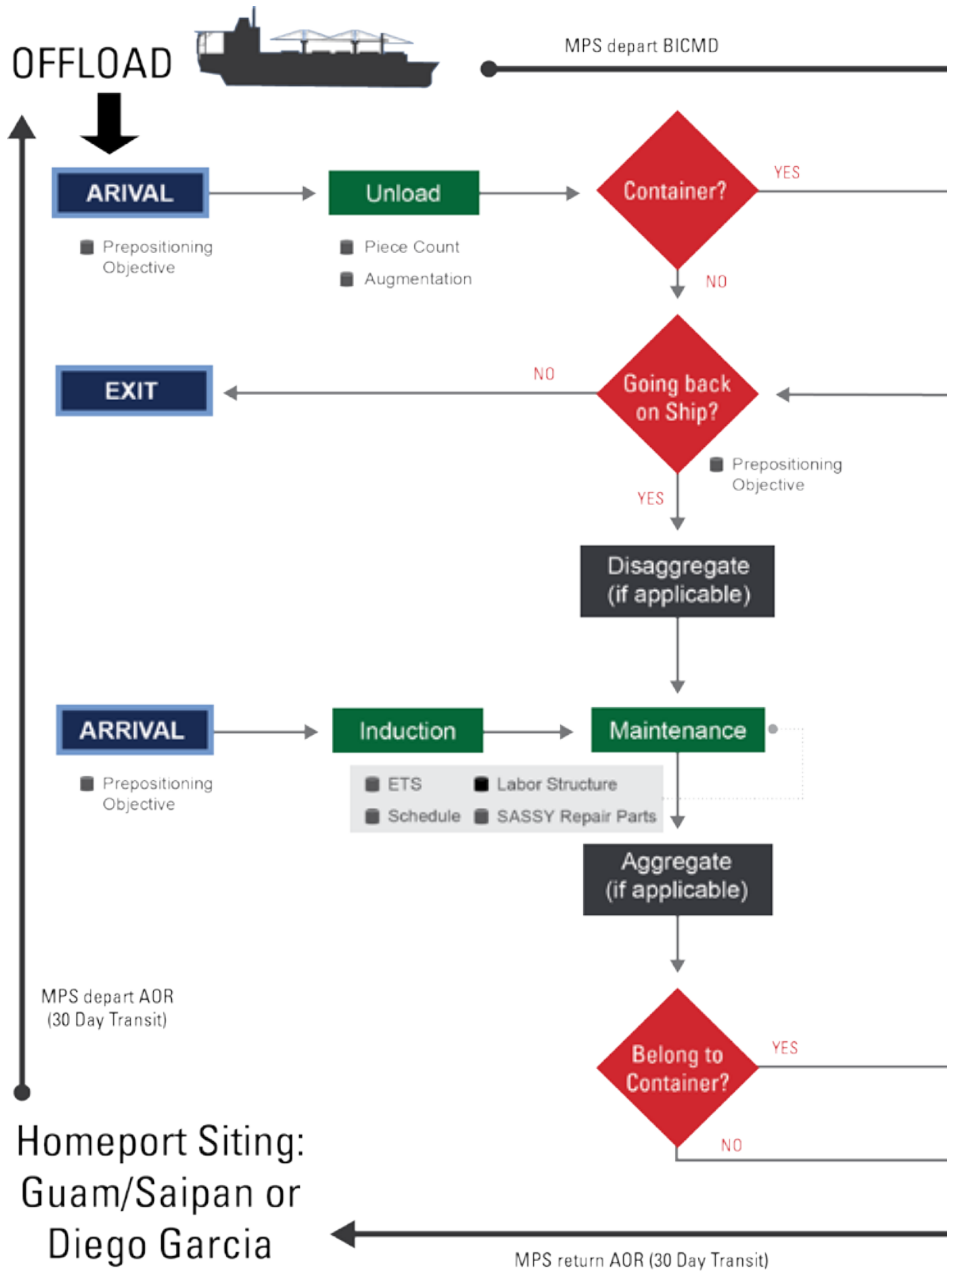 OFFLOAD
MPS depart BICMD
ARIVAL
Unload
Container?
YES
Prepositioning
Objective
Piece Count
Augmentation
NO
EXIT
NO
Going back
on Ship?
Prepositioning
Objective
YES
Disaggregate
(if applicable)
ARRIVAL
Induction
Maintenance
Prepositioning
Objective
ETS
Labor Structure
Schedule
SASSY Repair Parts
Aggregate
(if applicable)
MPS depart AOR
(30 Day Transit)
Belong to
Container?
YES
NO
Homeport Siting:
Guam/Saipan or
Diego Garcia
MPS return AOR (30 Day Transit)